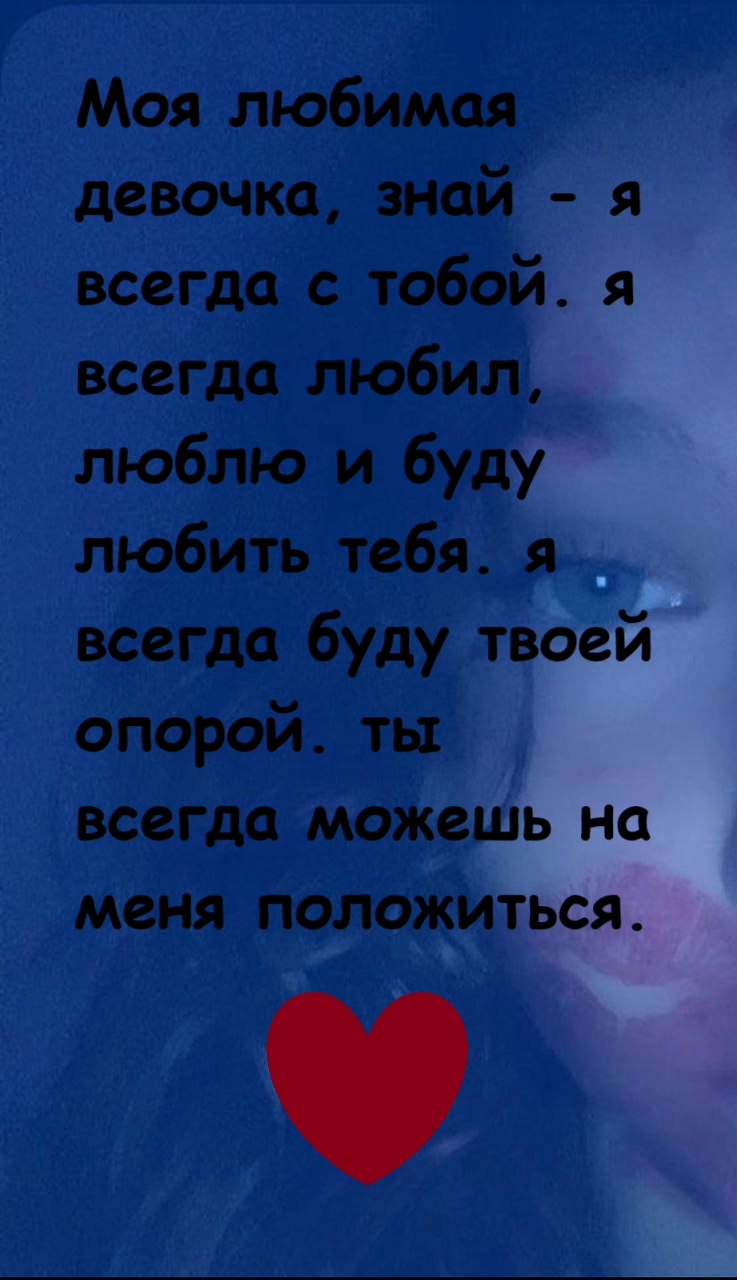 Моя любимая
девочка, знай - я
всегда с тобой. я
всегда любил,
люблю и буду
любить тебя. я
всегда буду твоей
опорой. ты
всегда можешь на
меня положиться.